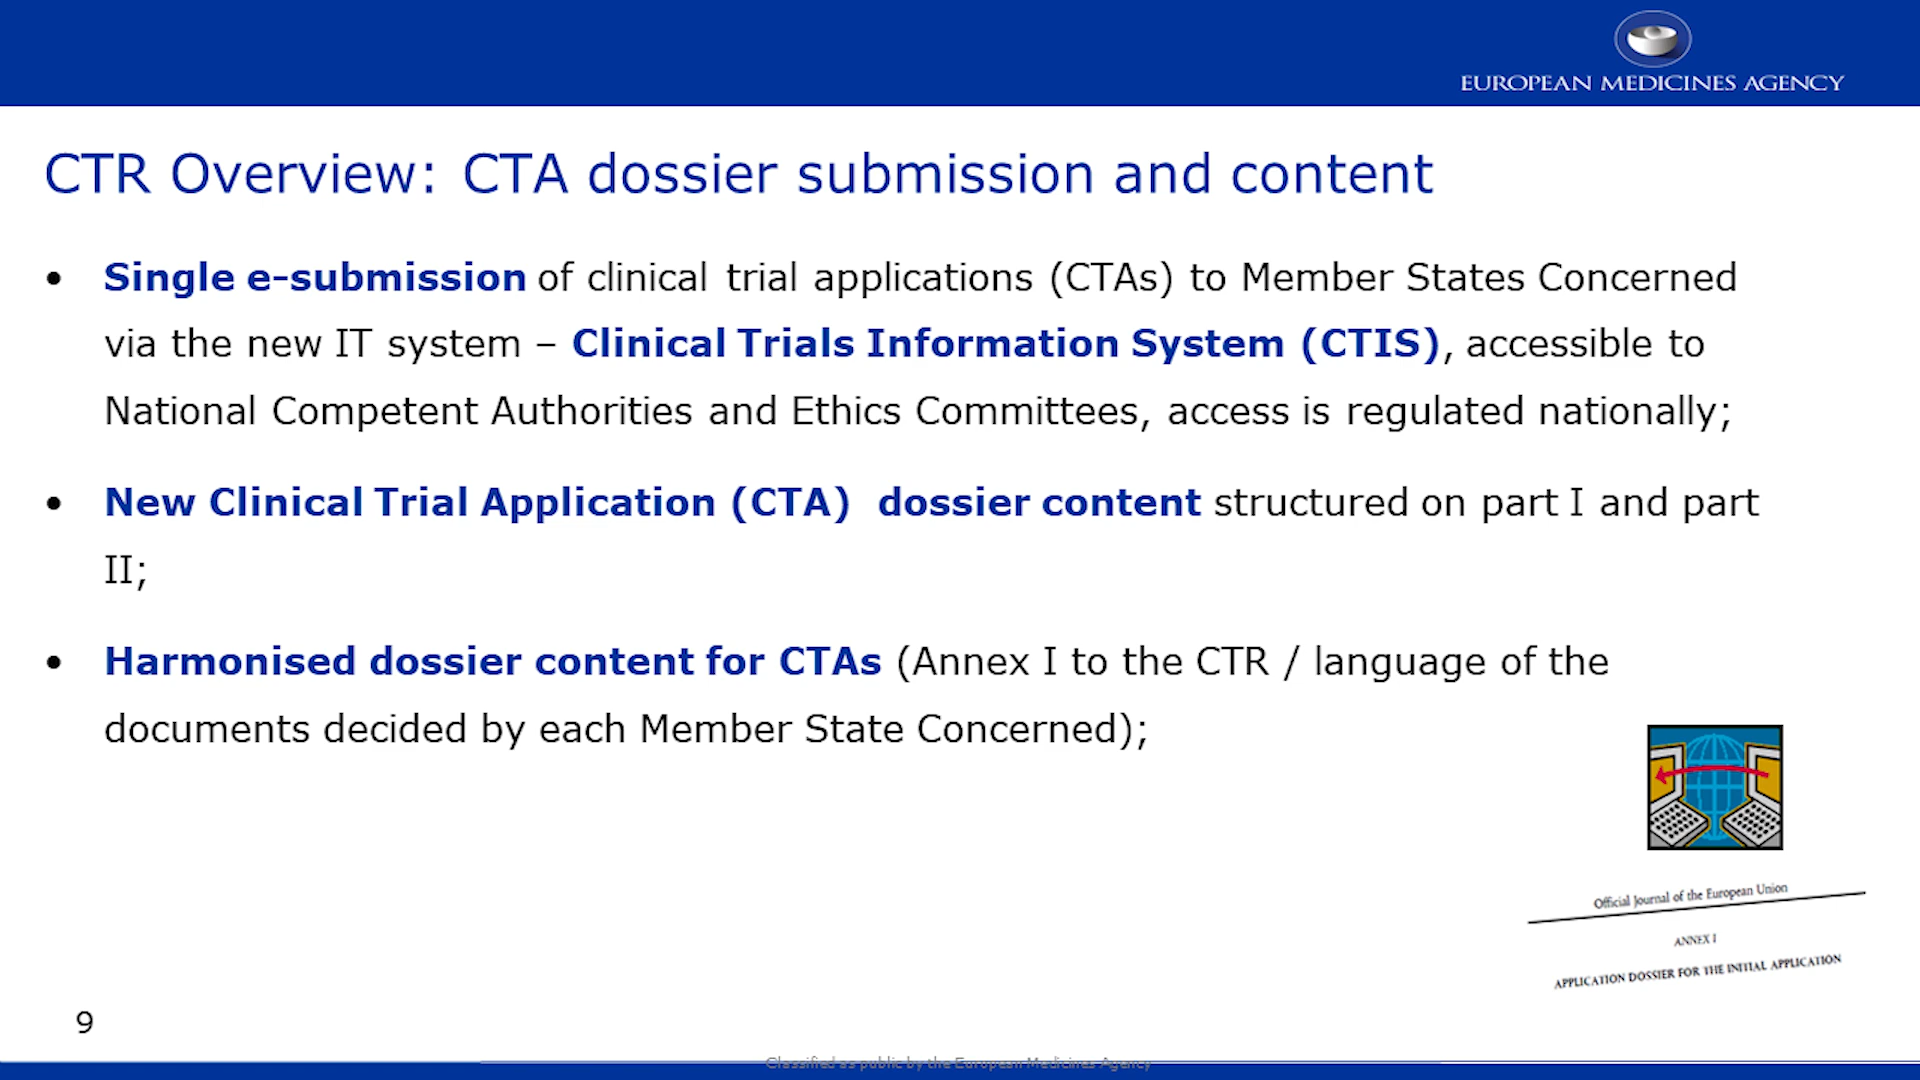 EUROPEAN MEDICINES AGENCY
CTR Overview: CTA dossier submission and content
• Single e-submission of clinical trial applications (CTAs) to Member States Concerned
via the new IT system – Clinical Trials Information System (CTIS), accessible to
National Competent Authorities and Ethics Committees, access is regulated nationally;
• New Clinical Trial Application (CTA) dossier content structured on part I and part
II;
• Harmonised dossier content for CTAs (Annex I to the CTR / language of the
documents decided by each Member State Concerned);
Official Journal of the European Union
ANNEX I
APPLICATION DOSSIER FOR THE INITIAL APPLICATION
9
Classified as public by the European Medicines Agency